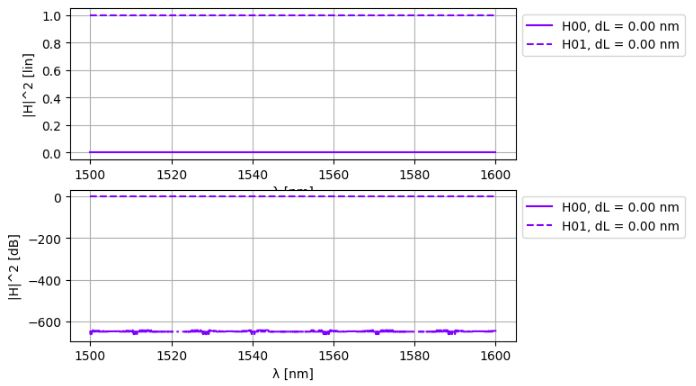 |H|^2 [lin]
1.0
0.8
0.6
0.4
0.2
0.0
1500
1520
1540
1560
1580
1600
λ [nm]
H00, dL = 0.00 nm
H01, dL = 0.00 nm
|H|^2 [dB]
0
−200
−400
−600
1500
1520
1540
1560
1580
1600
λ [nm]
H00, dL = 0.00 nm
H01, dL = 0.00 nm